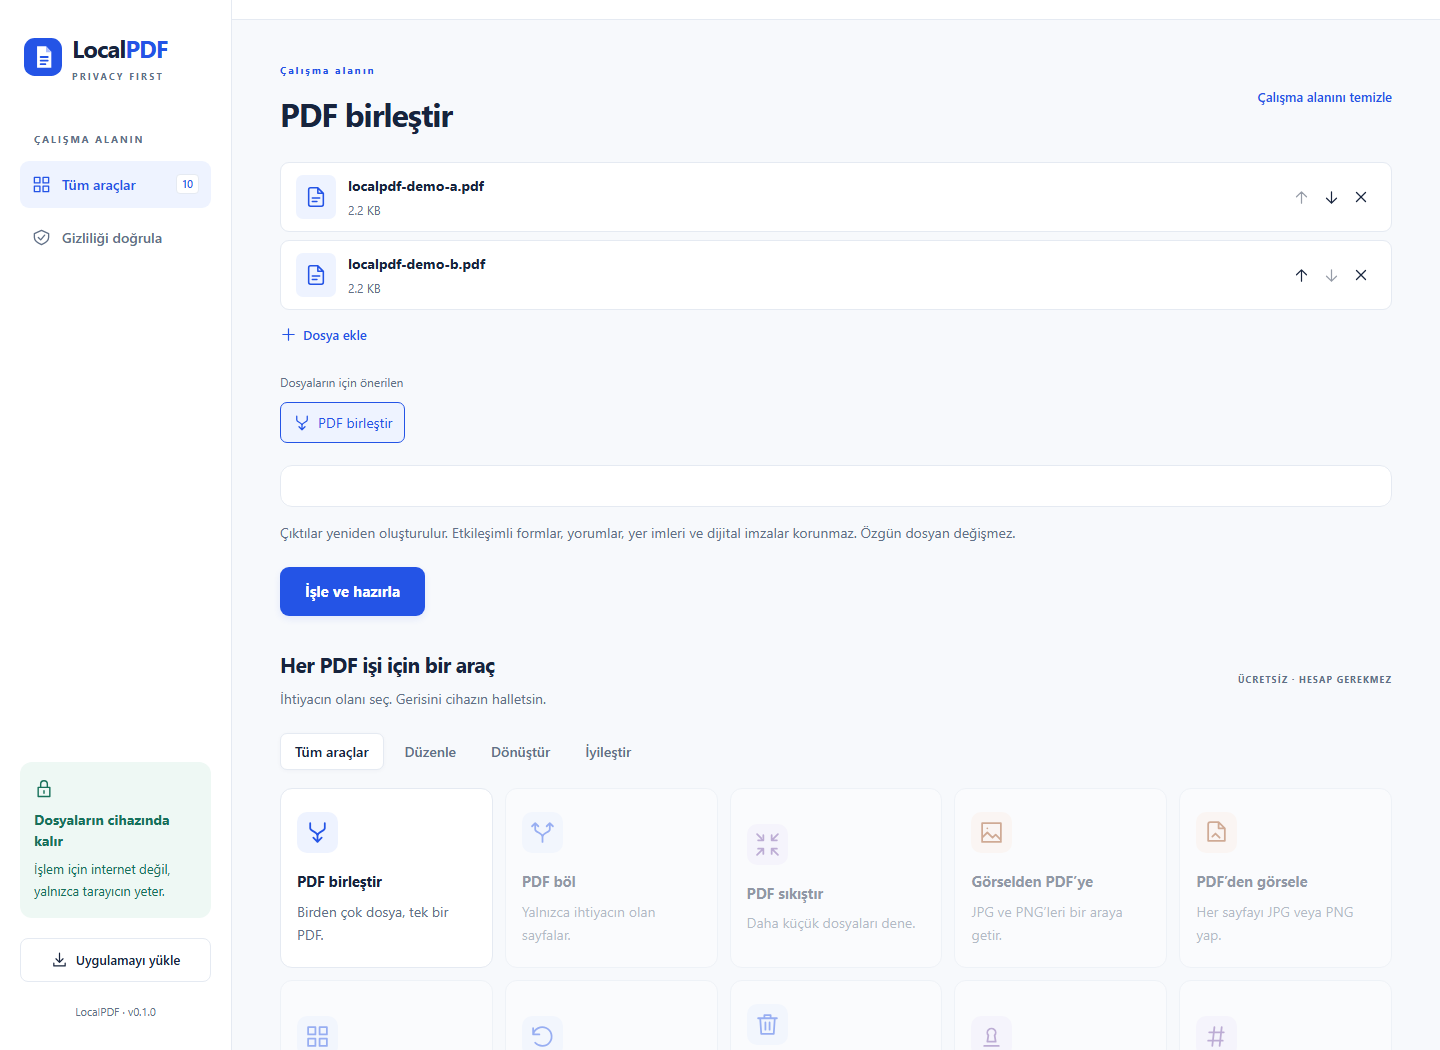 LocalPDF
PRIVACY FIRST
ÇALIŞMA ALANIN
Tüm araçlar 10
Gizliliği doğrula
Dosyaların cihazında
kalır
İşlem için internet değil,
yalnızca tarayıcın yeter.
Uygulamayı yükle
LocalPDF · v0.1.0
Çalışma alanın
PDF birleştir
Çalışma alanını temizle
localpdf-demo-a.pdf
2.2 KB
localpdf-demo-b.pdf
2.2 KB
Dosya ekle
Dosyaların için önerilen
PDF birleştir
Çıktılar yeniden oluşturulur. Etkileşimli formlar, yorumlar, yer imleri ve dijital imzalar korunmaz. Özgün dosyan değişmez.
İşle ve hazırla
Her PDF işi için bir araç
İhtiyacın olanı seç. Gerisini cihazın halletsin.
ÜCRETSİZ · HESAP GEREKMEZ
Tüm araçlar Düzenle Dönüştür İyileştir
PDF birleştir
Birden çok dosya, tek bir
PDF.
PDF böl
Yalnızca ihtiyacın olan
sayfalar.
PDF sıkıştır
Daha küçük dosyaları dene.
Görselden PDF’ye
JPG ve PNG’leri bir araya
getir.
PDF’den görsele
Her sayfayı JPG veya PNG
yap.